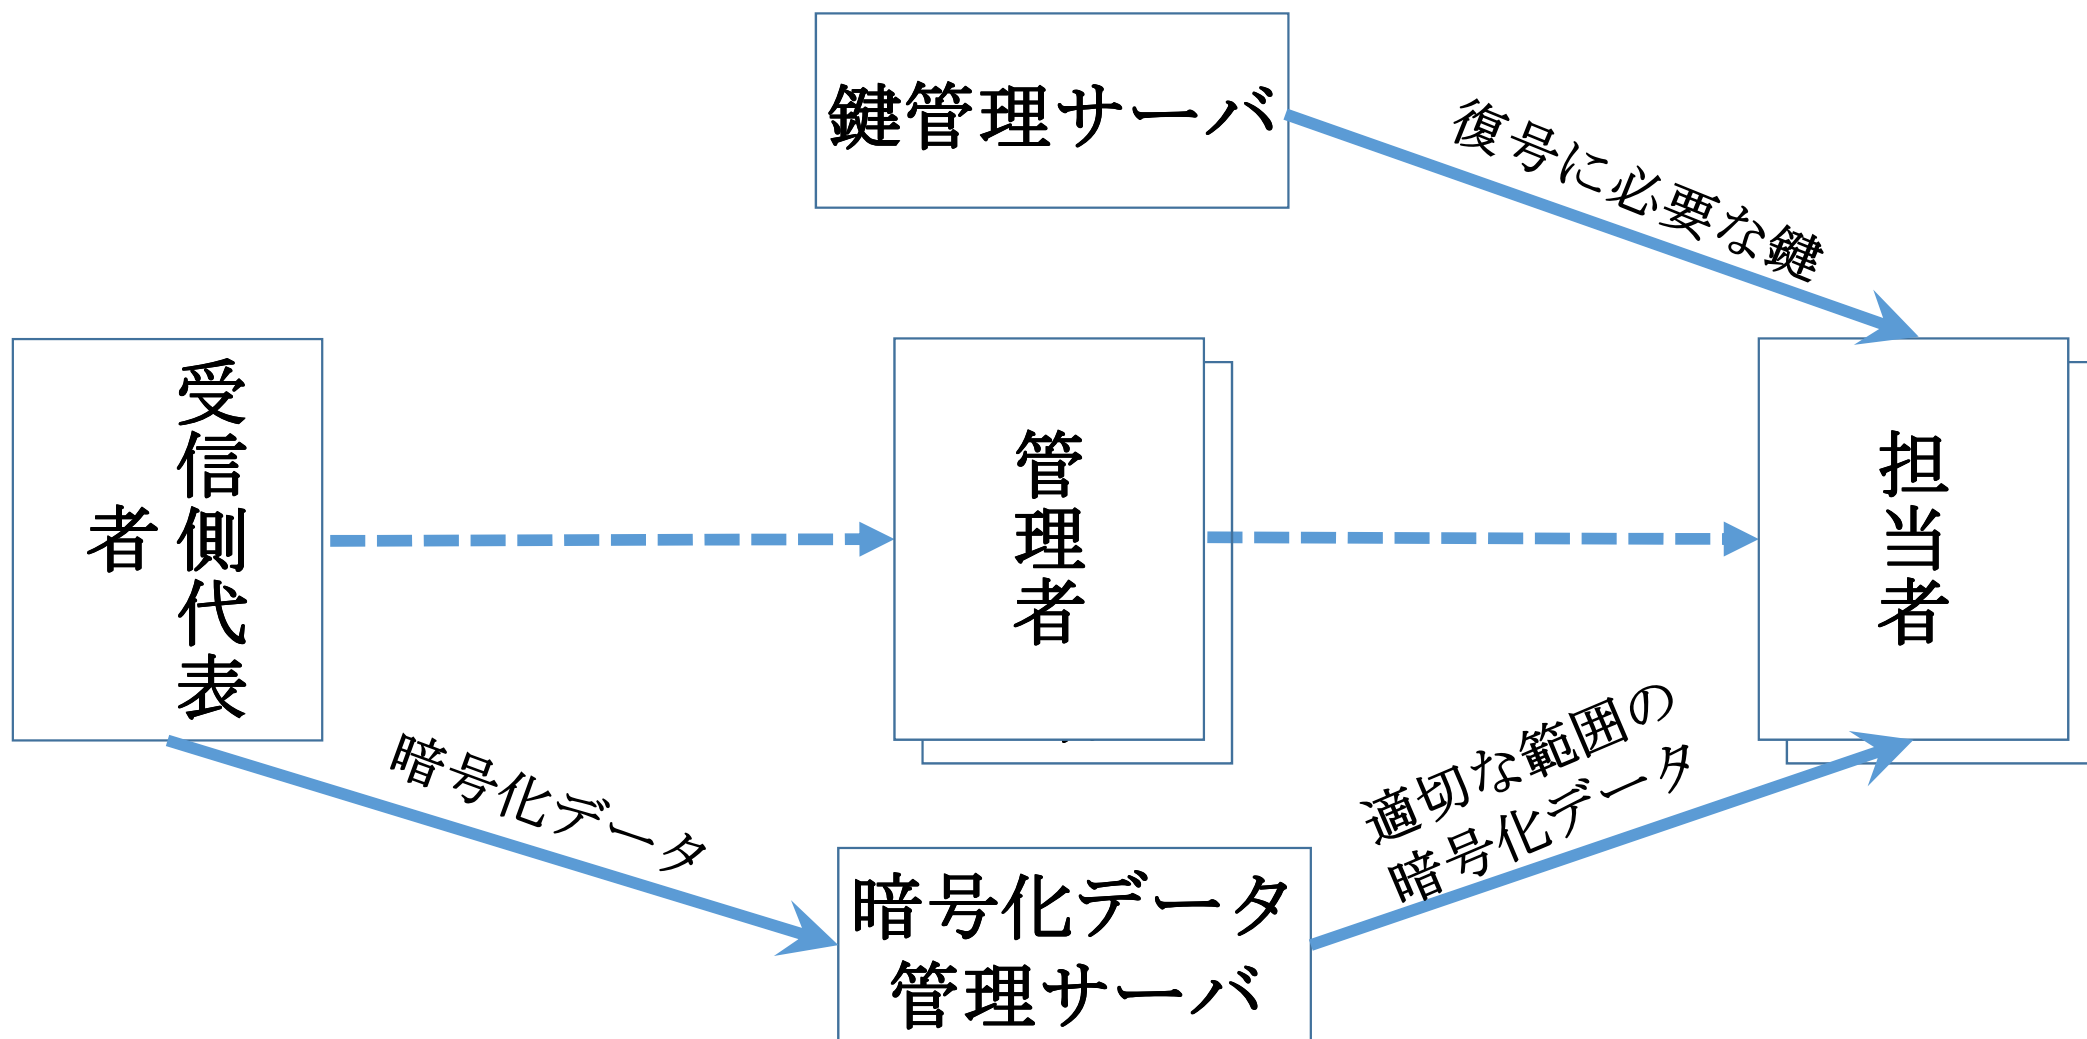 鍵管理サーバ
復号に必要な鍵
受信側代表
者
管理者
担当者
暗号化データ
適切な範囲の
暗号化データ
暗号化データ
管理サーバ